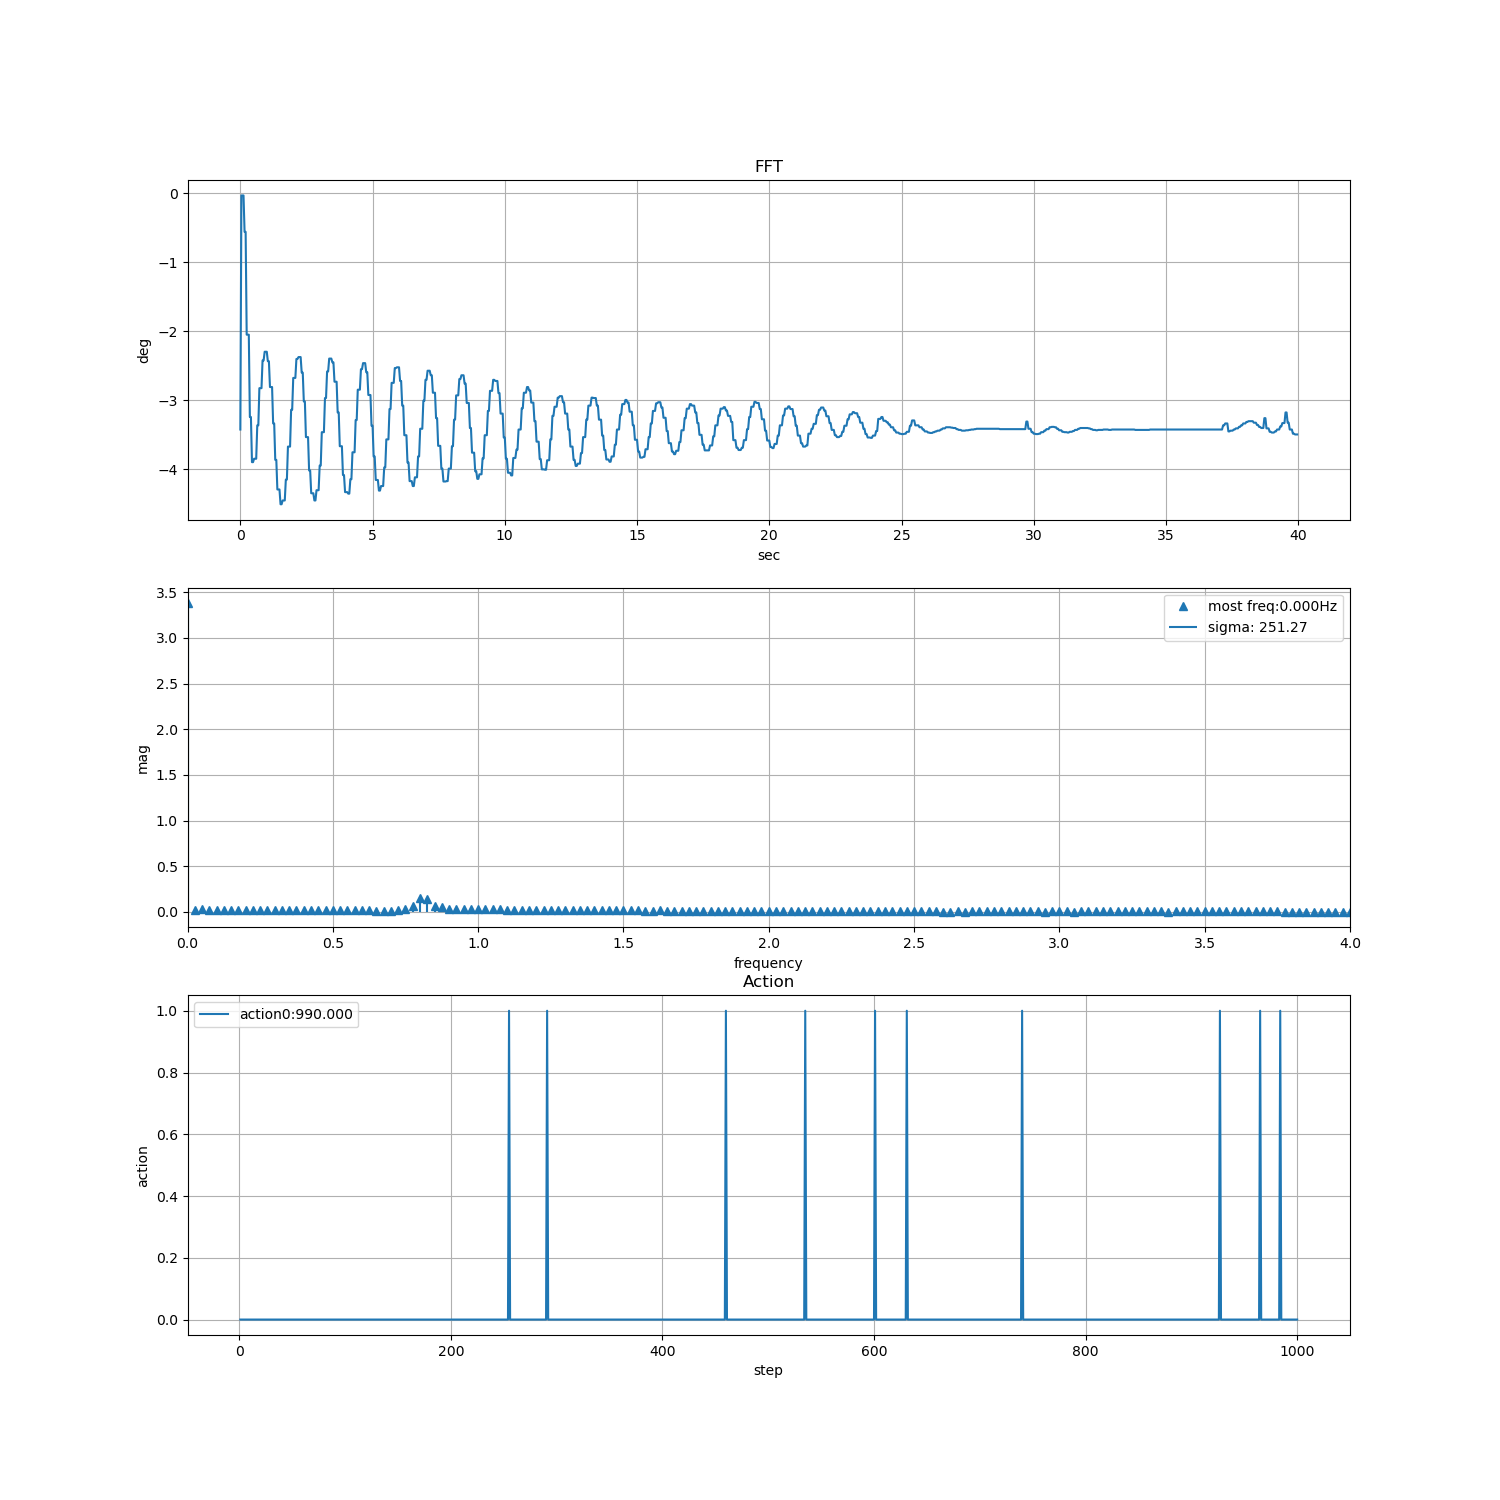 FFT
0
−1
−2
−3
−4
deg
0 5 10 15 20 25 30 35 40
sec
3.5
3.0
2.5
2.0
1.5
1.0
0.5
0.0
mag
most freq:0.000Hz
sigma: 251.27
0.0 0.5 1.0 1.5 2.0 2.5 3.0 3.5 4.0
frequency
Action
1.0
0.8
0.6
0.4
0.2
0.0
action
action0:990.000
0 200 400 600 800 1000
step